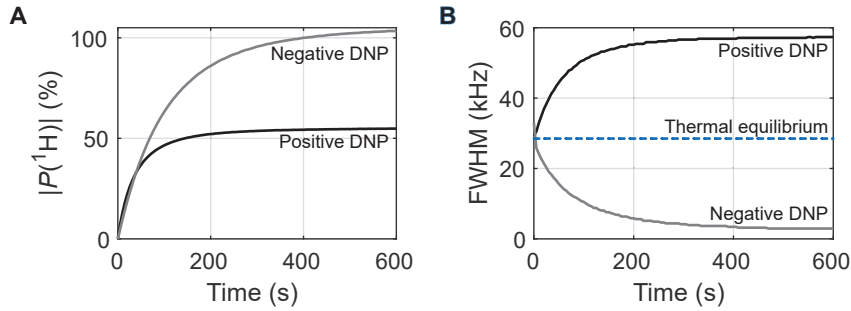 A
|P(¹H)| (%)
100
50
0
Negative DNP
Positive DNP
0
200
400
600
Time (s)
B
FWHM (kHz)
60
40
20
0
Positive DNP
Thermal equilibrium
Negative DNP
0
200
400
600
Time (s)